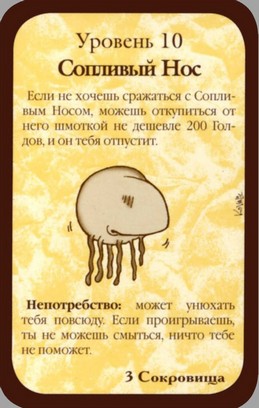 Уровень 10
Сопливый Нос
Если не хочешь сражаться с Сопли-
вым Носом, можешь откупиться от
него шмоткой не дешевле 200 Гол-
дов, и он тебя отпустит.
Непотребство: может унюхать
тебя повсюду. Если проигрываешь,
ты не можешь смыться, ничто тебе
не поможет.
3 Сокровища